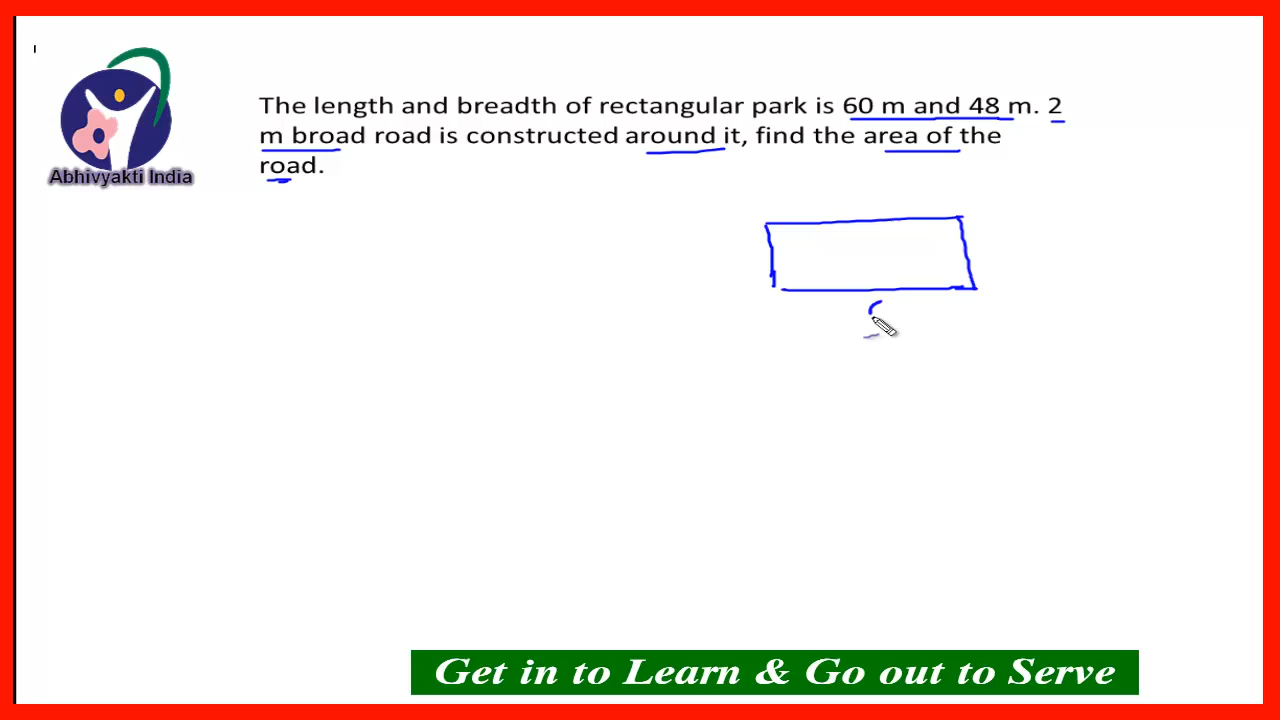 The length and breadth of rectangular park is 60 m and 48 m. 2
m broad road is constructed around it, find the area of the
road.
Abhivyakti India
Get in to Learn & Go out to Serve